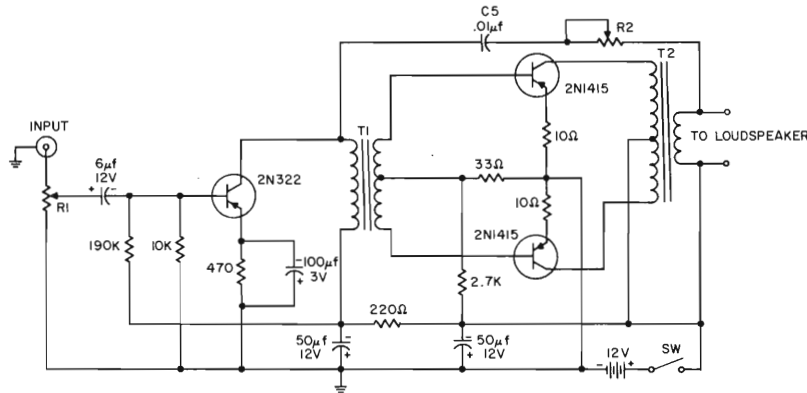 C5
.01µf
R2
T2
2N1415
INPUT
T1
10Ω
TO LOUDSPEAKER
6µf
12V
+ -
2N322
33Ω
R1
10Ω
2N1415
190K
10K
470
-100µf
+ 3V
2.7K
220Ω
50µf
12V
-
+
50µf
12V
-
+
- 12V +
SW